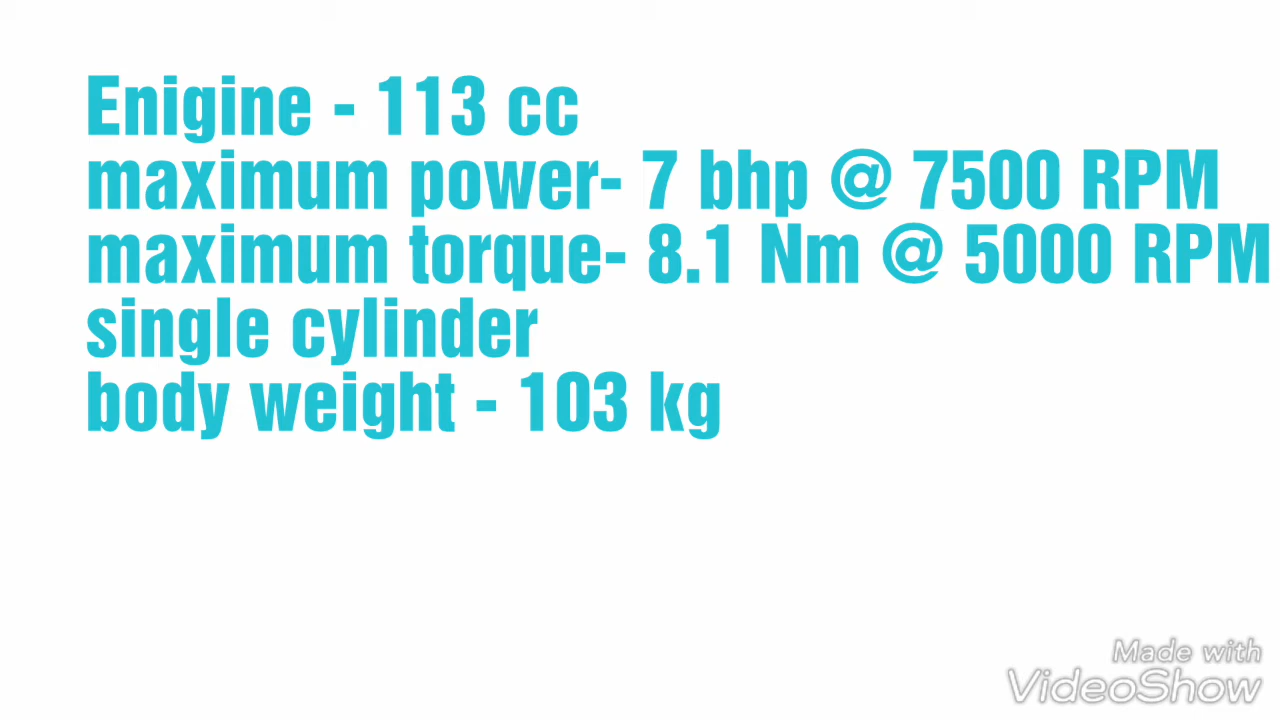 Enigine - 113 cc
maximum power- 7 bhp @ 7500 RPM
maximum torque- 8.1 Nm @ 5000 RPM
single cylinder
body weight - 103 kg
Made with
VideoShow